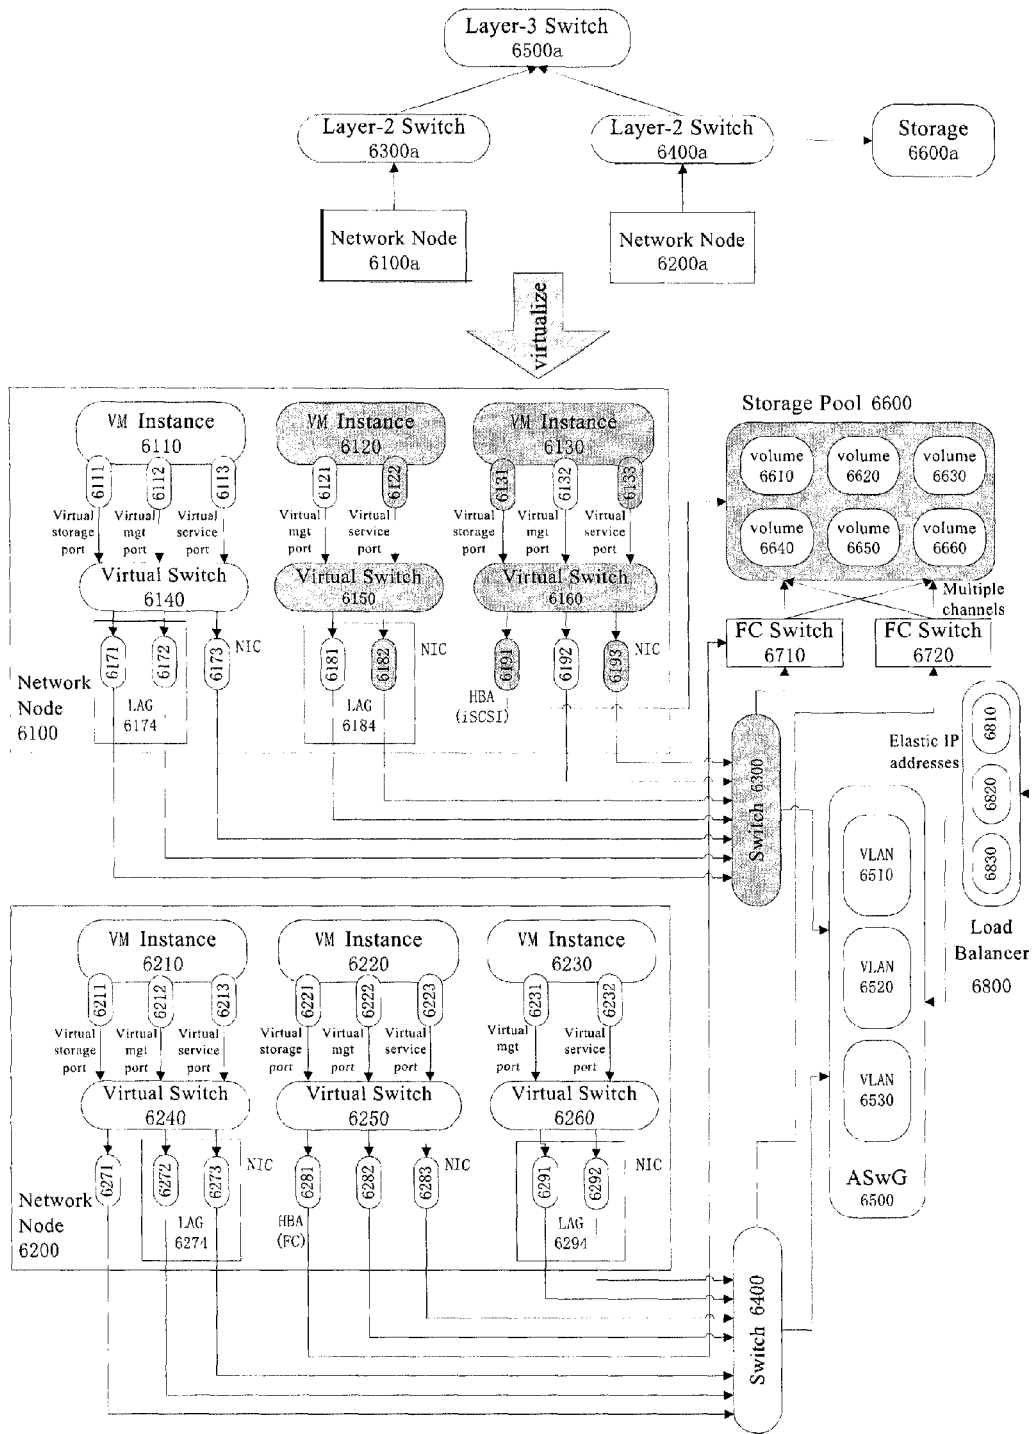 Layer-3 Switch
6500a
Layer-2 Switch
6300a
Layer-2 Switch
6400a
Storage
6600a
Network Node
6100a
Network Node
6200a
virtualize
Storage Pool 6600
volume
6610
volume
6620
volume
6630
volume
6640
volume
6650
volume
6660
Multiple
channels
FC Switch
6710
FC Switch
6720
VM Instance
6110
VM Instance
6120
VM Instance
6130
6111
6112
6113
6121
6122
6131
6132
6133
Virtual
storage
port
Virtual
mgt
port
Virtual
service
port
Virtual
mgt
port
Virtual
service
port
Virtual
storage
port
Virtual
mgt
port
Virtual
service
port
Virtual Switch
6140
Virtual Switch
6150
Virtual Switch
6160
6171
6172
6173
NIC
6181
6182
NIC
6191
6192
6193
NIC
LAG
6174
LAG
6184
HBA
(iSCSI)
Network
Node
6100
Switch 6300
Elastic IP
addresses
6810
6820
6830
Load
Balancer
6800
VLAN
6510
VLAN
6520
VLAN
6530
ASwG
6500
VM Instance
6210
VM Instance
6220
VM Instance
6230
6211
6212
6213
6221
6222
6223
6231
6232
Virtual
storage
port
Virtual
mgt
port
Virtual
service
port
Virtual
storage
port
Virtual
mgt
port
Virtual
service
port
Virtual
mgt
port
Virtual
service
port
Virtual Switch
6240
Virtual Switch
6250
Virtual Switch
6260
6271
6272
6273
NIC
6281
6282
6283
NIC
6291
6292
NIC
LAG
6274
HBA
(FC)
LAG
6294
Network
Node
6200
Switch 6400